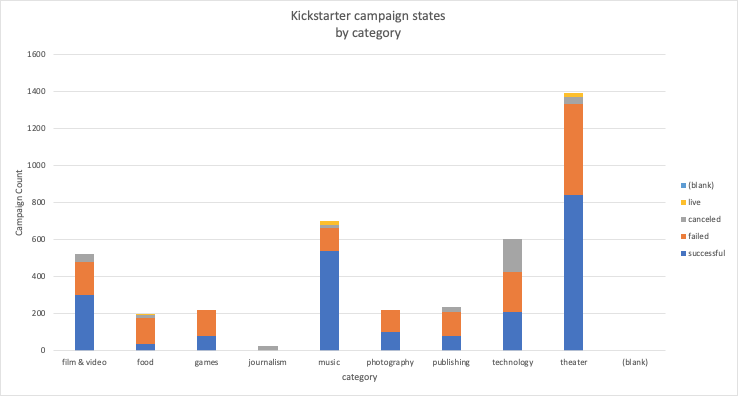 Kickstarter campaign states
by category
1600
1400
1200
1000
800
600
400
200
0
Campaign Count
film & video food games journalism music photography publishing technology theater (blank)
category
(blank)
live
canceled
failed
successful